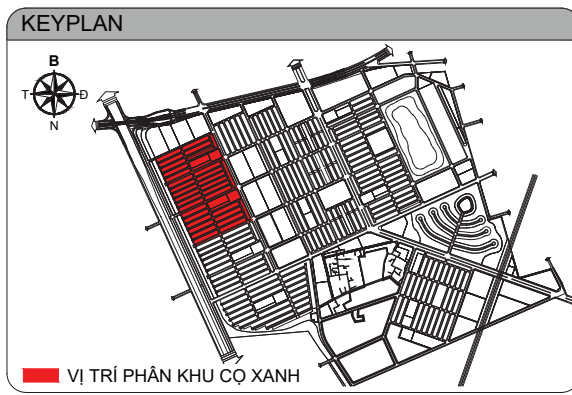 KEYPLAN
B
T Đ
N
VỊ TRÍ PHÂN KHU CỌ XANH